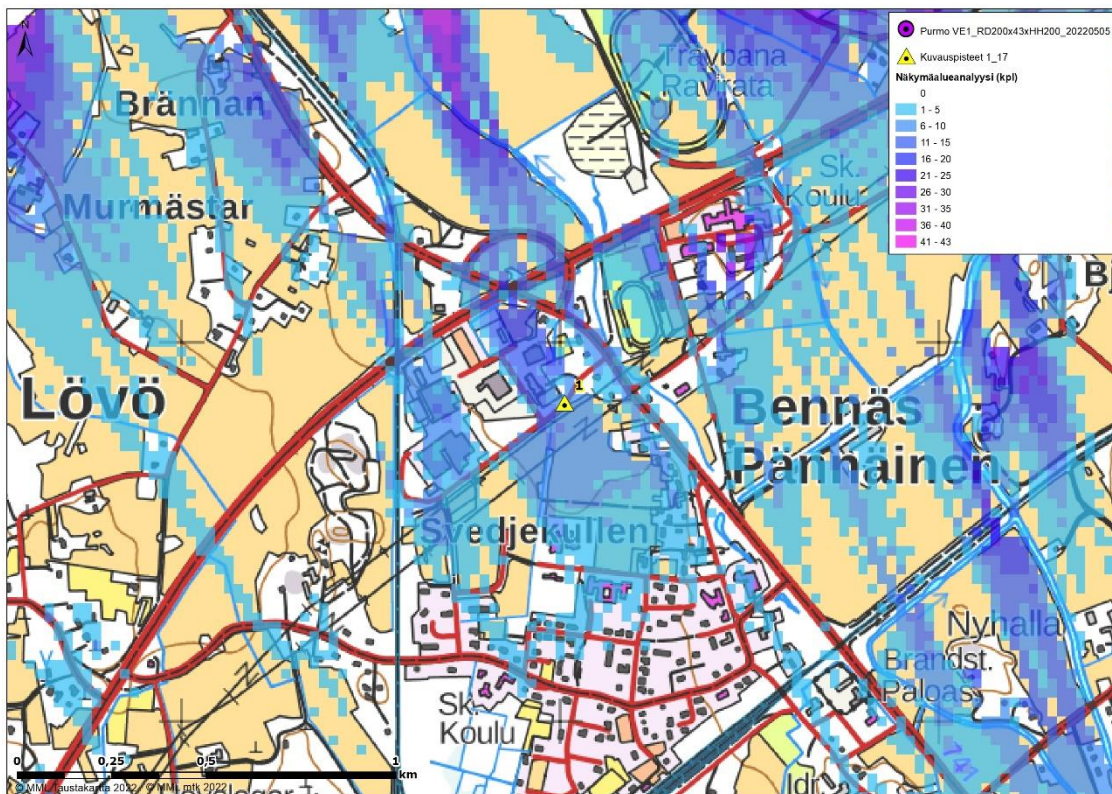 N
Travbana
Ravirata
Brännan
Murmästar
Sk.
Koulu
Lövö
1
Bennäs
Pännäinen
Svedjekullen
Nyhalla
Brandst.
Paloas.
Sk.
Koulu
Idr.
0
0,25
0,5
1
km
© MML, taustakartta 2022, © MML mtk 2022
Purmo VE1_RD200x43xHH200_20220505
Kuvauspisteet 1_17
Näkymäalueanalyysi (kpl)
0
1 - 5
6 - 10
11 - 15
16 - 20
21 - 25
26 - 30
31 - 35
36 - 40
41 - 43